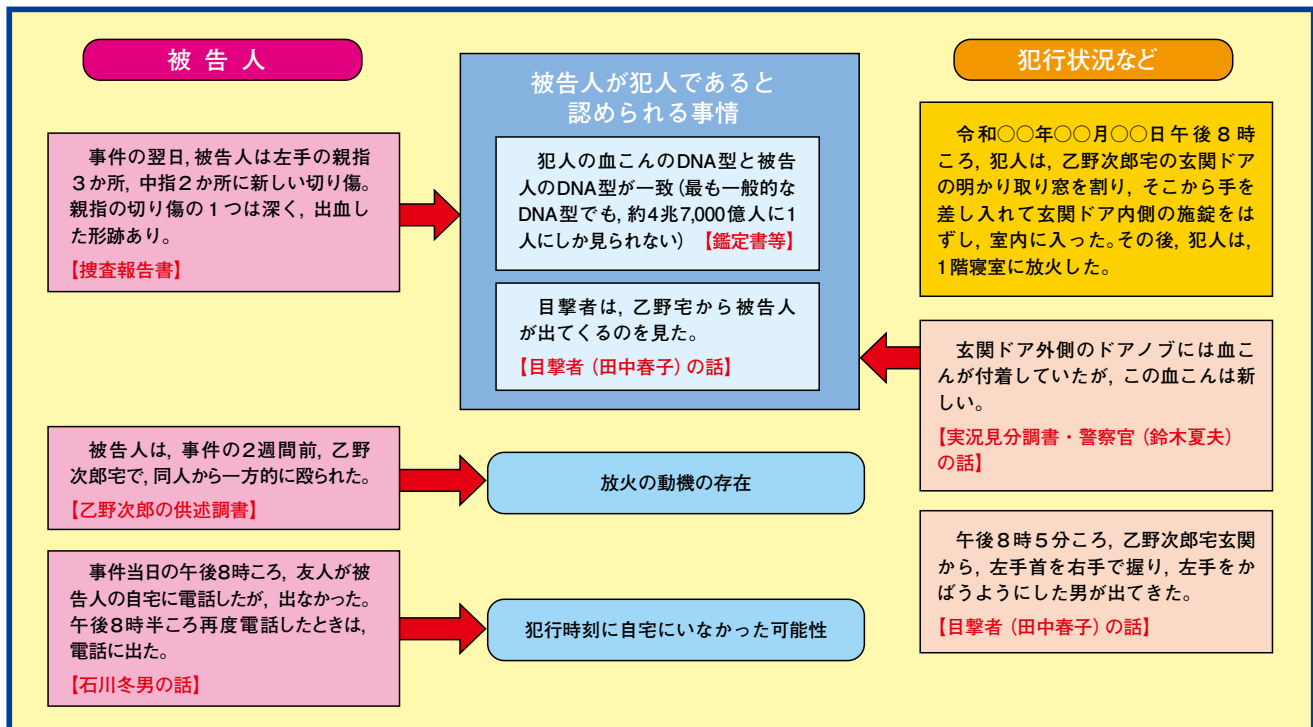 被告人
事件の翌日,被告人は左手の親指
3か所,中指2か所に新しい切り傷。
親指の切り傷の1つは深く,出血し
た形跡あり。
【捜査報告書】
被告人は,事件の2週間前,乙野
次郎宅で,同人から一方的に殴られた。
【乙野次郎の供述調書】
事件当日の午後8時ころ,友人が被
告人の自宅に電話したが,出なかった。
午後8時半ころ再度電話したときは,
電話に出た。
【石川冬男の話】
被告人が犯人であると
認められる事情
犯人の血こんのDNA型と被告
人のDNA型が一致(最も一般的な
DNA型でも,約4兆7,000億人に1
人にしか見られない)【鑑定書等】
目撃者は,乙野宅から被告人
が出てくるのを見た。
【目撃者(田中春子)の話】
放火の動機の存在
犯行時刻に自宅にいなかった可能性
犯行状況など
令和○○年○○月○○日午後8時
ころ,犯人は,乙野次郎宅の玄関ドア
の明かり取り窓を割り,そこから手を
差し入れて玄関ドア内側の施錠をは
ずし,室内に入った。その後,犯人は,
1階寝室に放火した。
玄関ドア外側のドアノブには血こ
んが付着していたが,この血こんは新
しい。
【実況見分調書・警察官(鈴木夏夫)
の話】
午後8時5分ころ,乙野次郎宅玄関
から,左手首を右手で握り,左手をか
ばうようにした男が出てきた。
【目撃者(田中春子)の話】